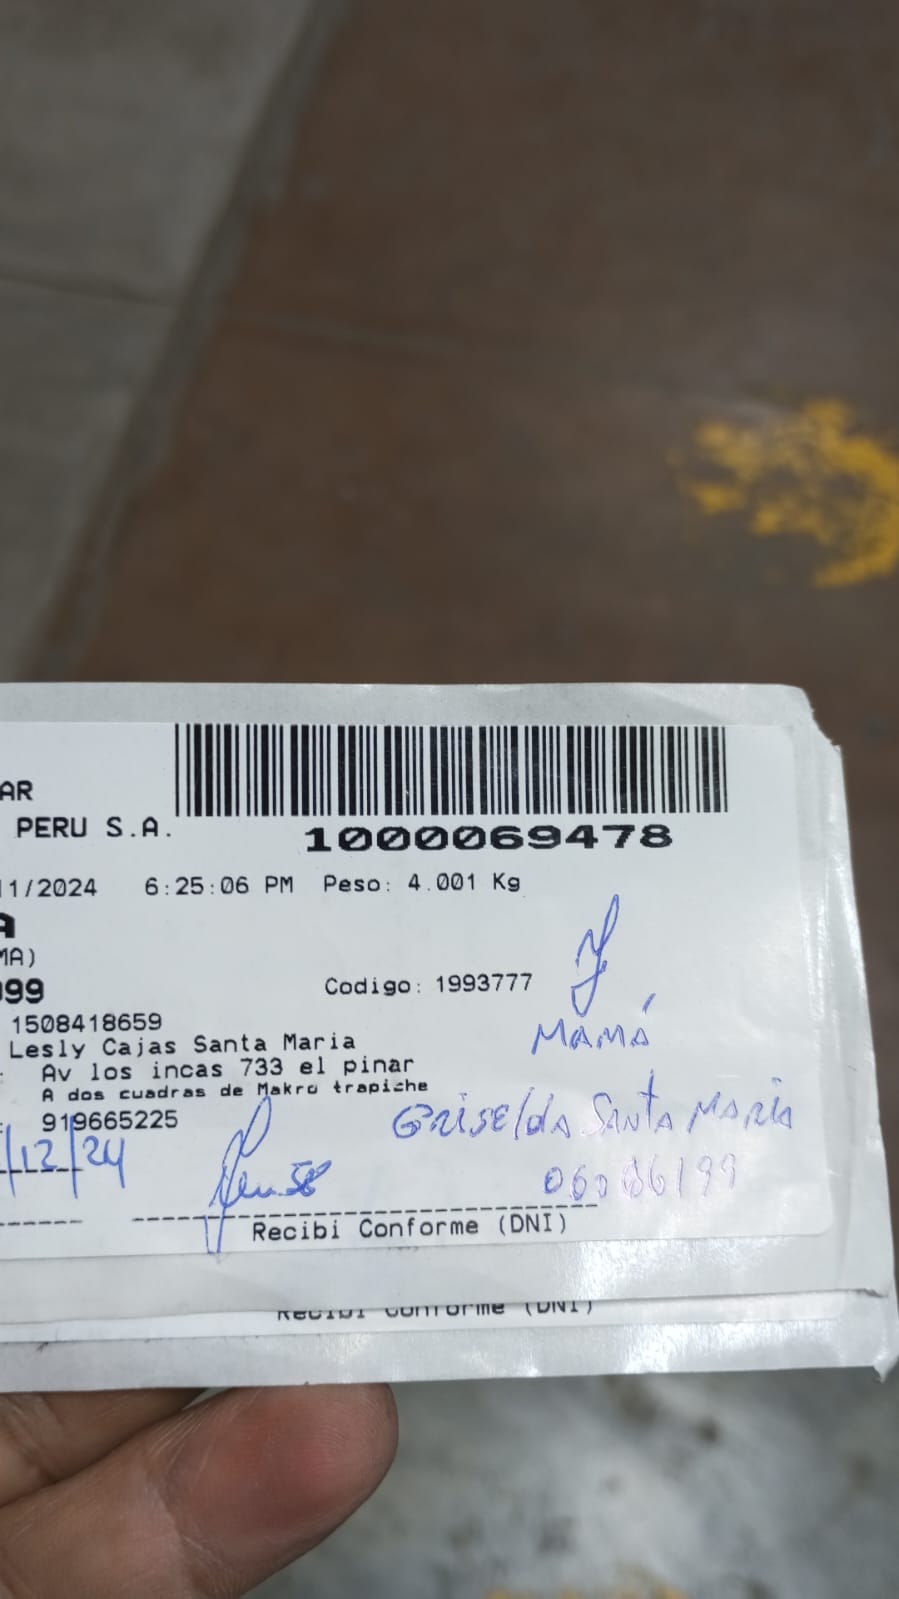 AR
PERU S.A.
1000069478
11/2024 6:25:06 PM Peso: 4.001 Kg
A
MA)
099
Codigo: 1993777
1508418659
Lesly Cajas Santa Maria
: Av los incas 733 el pinar
A dos cuadras de Makro trapiche
: 919665225
MAMÁ
Griselda Santa Maria
/12/24
Recibi Conforme (DNI)
Recibi Conforme (DNI)